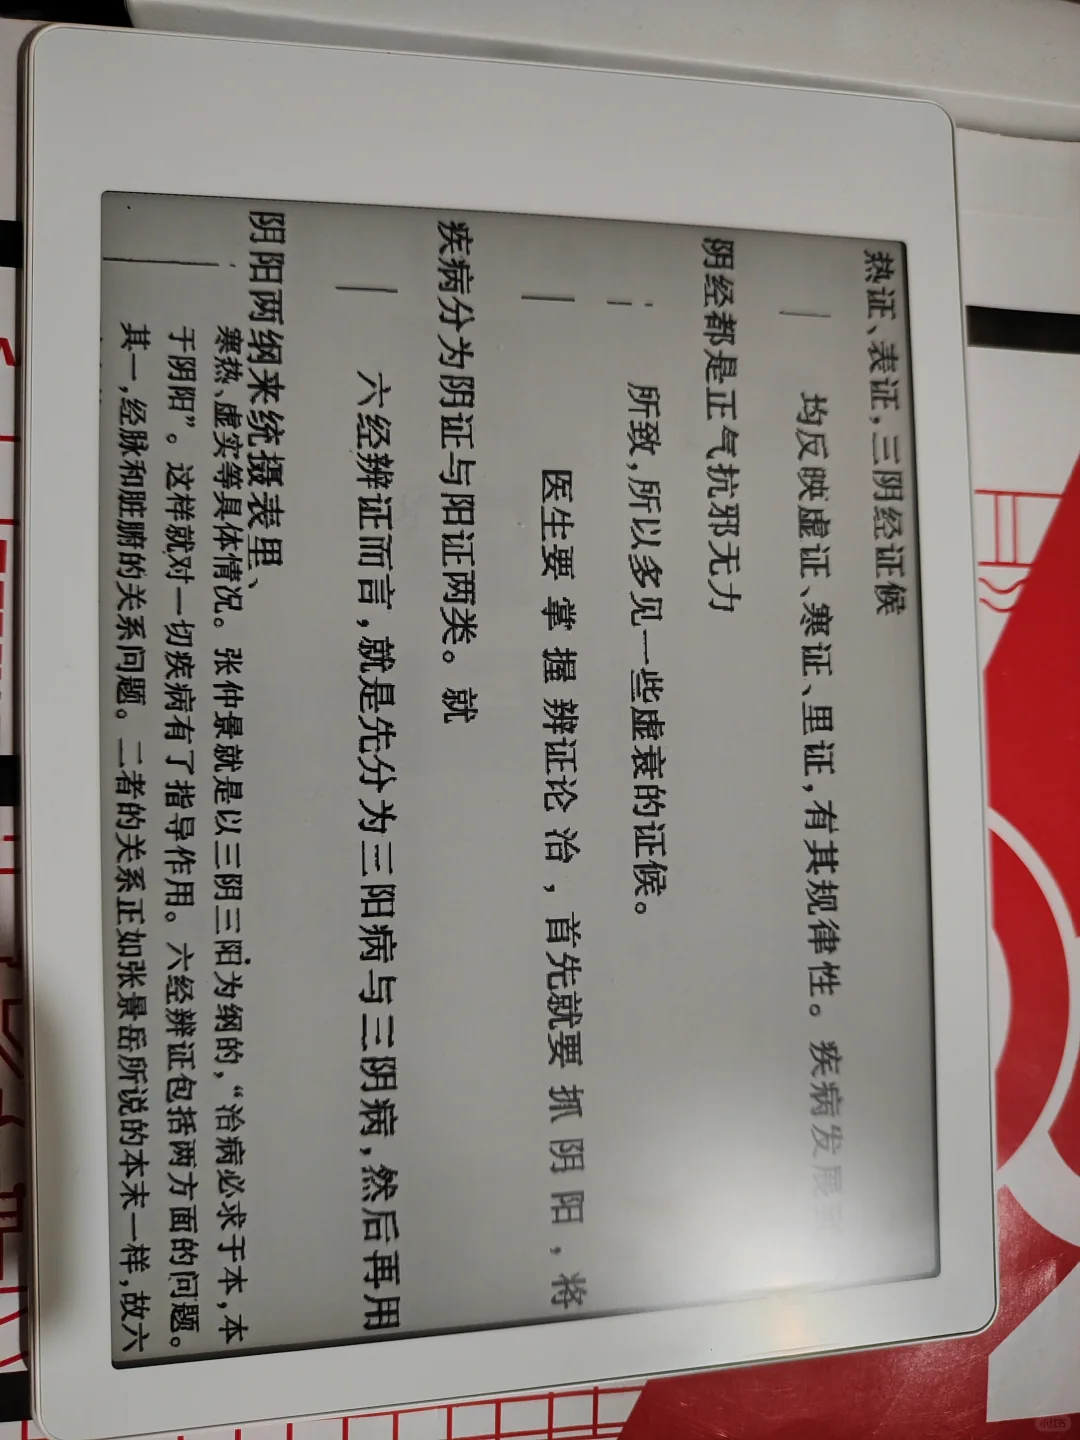 热证、表证，三阴经证候
均反映虚证、寒证、里证，有其规律性。疾病发展到
阴经都是正气抗邪无力
所致，所以多见一些虚衰的证候。
医生要 掌 握 辨证论 治 ，首先就要 抓 阴 阳 ，将
疾病分为阴证与阳证两类。就
六经辨证而言，就是先分为三阳病与三阴病，然后再用
阴阳两纲来统摄表里、
寒热、虚实等具体情况。张仲景就是以三阴三阳为纲的，“治病必求于本，本
于阴阳”。这样就对一切疾病有了指导作用。六经辨证包括两方面的问题。
其一，经脉和脏腑的关系问题。二者的关系正如张景岳所说的本末一样，故六